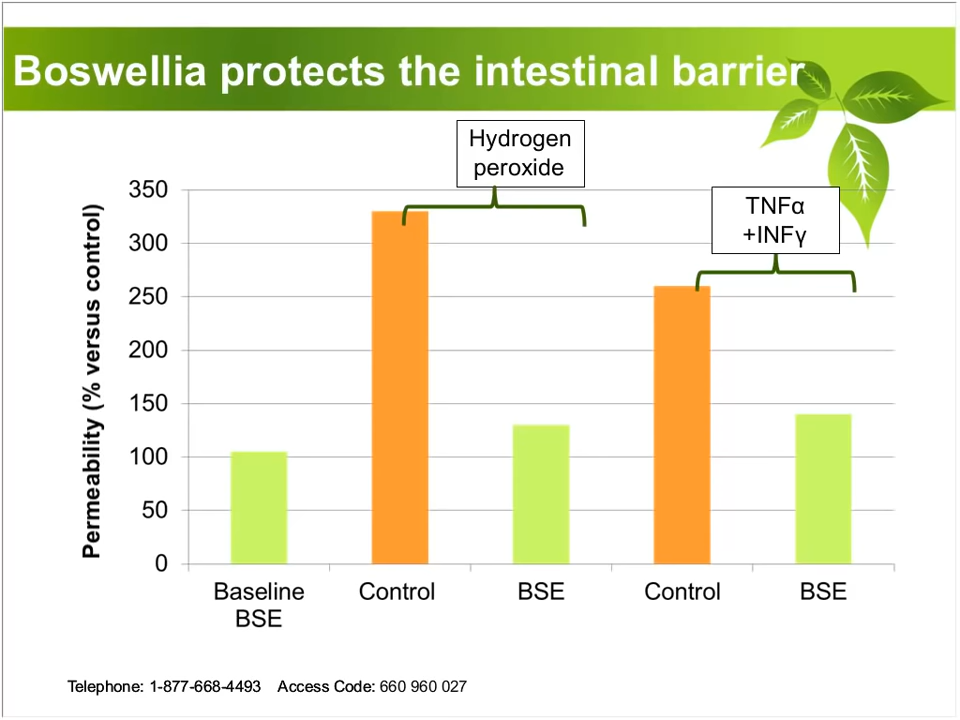 Boswellia protects the intestinal barrier
Hydrogen
peroxide
TNFα
+INFγ
Permeability (% versus control)
350
300
250
200
150
100
50
0
Baseline
BSE
Control
BSE
Control
BSE
Telephone: 1-877-668-4493 Access Code: 660 960 027